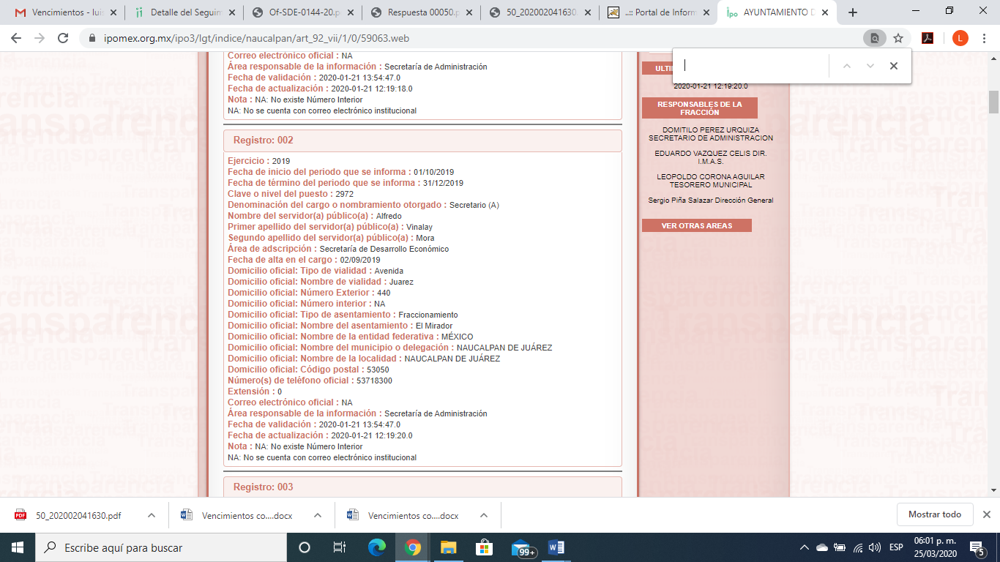 Vencimientos - luis
Detalle del Seguim
Of-SDE-0144-20.p
Respuesta 00050.p
50_202002041630.
..:: Portal de Inform
AYUNTAMIENTO D
ipomex.org.mx/ipo3/lgt/indice/naucalpan/art_92_vii/1/0/59063.web
L
Correo electrónico oficial : NA
Área responsable de la información : Secretaría de Administración
Fecha de validación : 2020-01-21 13:54:47.0
Fecha de actualización : 2020-01-21 12:19:18.0
Nota : NA: No existe Número Interior
NA: No se cuenta con correo electrónico institucional
Registro: 002
Ejercicio : 2019
Fecha de inicio del periodo que se informa : 01/10/2019
Fecha de término del periodo que se informa : 31/12/2019
Clave o nivel del puesto : 2972
Denominación del cargo o nombramiento otorgado : Secretario (A)
Nombre del servidor(a) público(a) : Alfredo
Primer apellido del servidor(a) público(a) : Vinalay
Segundo apellido del servidor(a) público(a) : Mora
Área de adscripción : Secretaría de Desarrollo Económico
Fecha de alta en el cargo : 02/09/2019
Domicilio oficial: Tipo de vialidad : Avenida
Domicilio oficial: Nombre de vialidad : Juarez
Domicilio oficial: Número Exterior : 440
Domicilio oficial: Número interior : NA
Domicilio oficial: Tipo de asentamiento : Fraccionamiento
Domicilio oficial: Nombre del asentamiento : El Mirador
Domicilio oficial: Nombre de la entidad federativa : MÉXICO
Domicilio oficial: Nombre del municipio o delegación : NAUCALPAN DE JUÁREZ
Domicilio oficial: Nombre de la localidad : NAUCALPAN DE JUÁREZ
Domicilio oficial: Código postal : 53050
Número(s) de teléfono oficial : 53718300
Extensión : 0
Correo electrónico oficial : NA
Área responsable de la información : Secretaría de Administración
Fecha de validación : 2020-01-21 13:54:47.0
Fecha de actualización : 2020-01-21 12:19:20.0
Nota : NA: No existe Número Interior
NA: No se cuenta con correo electrónico institucional
Registro: 003
ULTI
2020-01-21 12:19:20.0
RESPONSABLES DE LA
FRACCIÓN
DOMITILO PEREZ URQUIZA
SECRETARIO DE ADMINISTRACION
EDUARDO VAZQUEZ CELIS DIR.
I.M.A.S.
LEOPOLDO CORONA AGUILAR
TESORERO MUNICIPAL
Sergio Piña Salazar Dirección General
VER OTRAS AREAS
50_202002041630.pdf
Vencimientos co....docx
Vencimientos co....docx
Mostrar todo
Escribe aquí para buscar
99+
ESP
06:01 p. m.
25/03/2020
5